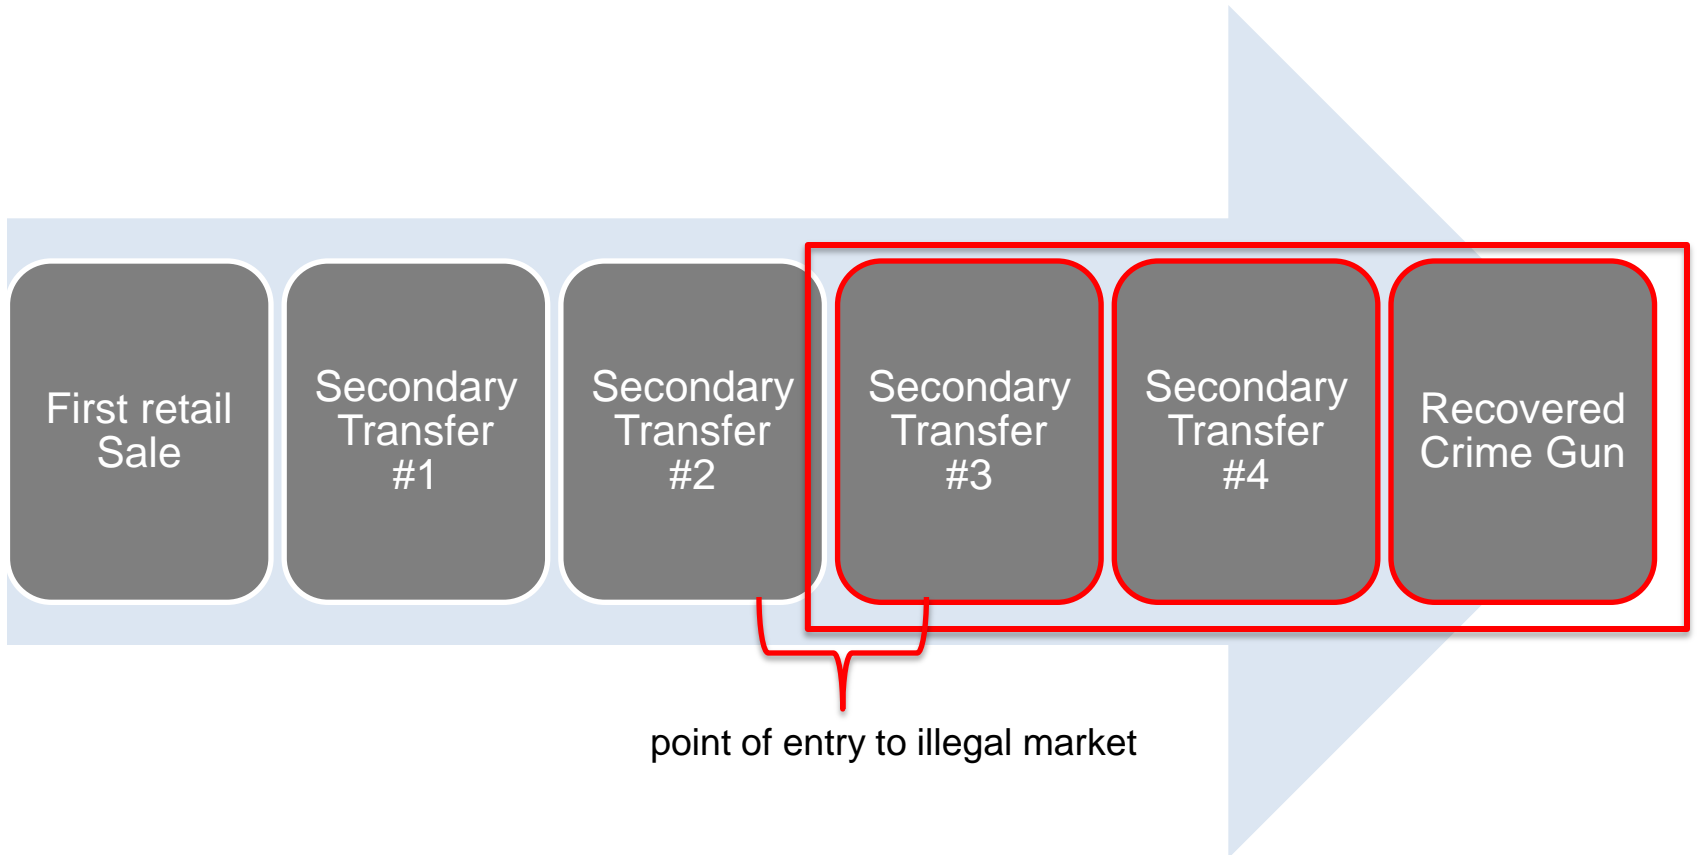 First retail
Sale
Secondary
Transfer
#1
Secondary
Transfer
#2
Secondary
Transfer
#3
Secondary
Transfer
#4
Recovered
Crime Gun
point of entry to illegal market